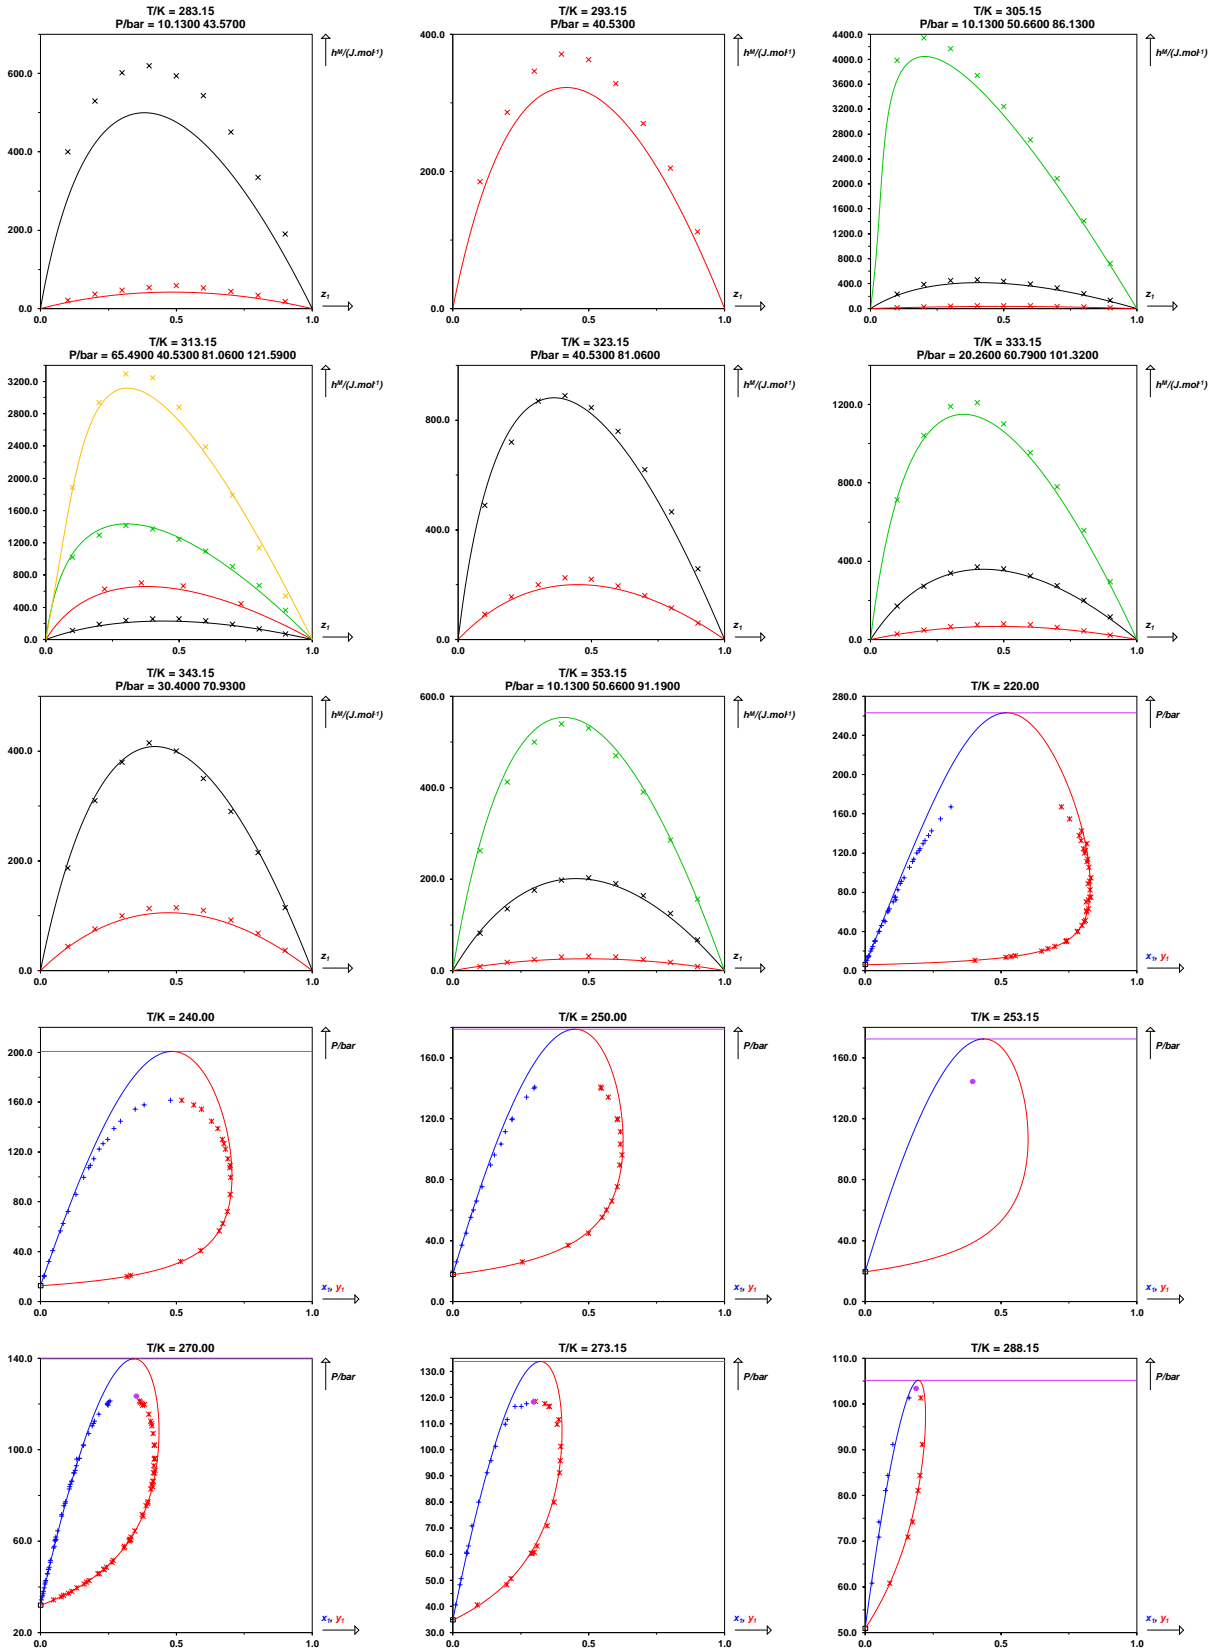 T/K = 283.15
P/bar = 10.1300 43.5700
600.0
400.0
200.0
0.0
0.0
0.5
1.0
hᴹ/(J.mol⁻¹)
z₁
T/K = 293.15
P/bar = 40.5300
400.0
200.0
0.0
0.0
0.5
1.0
hᴹ/(J.mol⁻¹)
z₁
T/K = 305.15
P/bar = 10.1300 50.6600 86.1300
4400.0
4000.0
3600.0
3200.0
2800.0
2400.0
2000.0
1600.0
1200.0
800.0
400.0
0.0
0.0
0.5
1.0
hᴹ/(J.mol⁻¹)
z₁
T/K = 313.15
P/bar = 65.4900 40.5300 81.0600 121.5900
3200.0
2800.0
2400.0
2000.0
1600.0
1200.0
800.0
400.0
0.0
0.0
0.5
1.0
hᴹ/(J.mol⁻¹)
z₁
T/K = 323.15
P/bar = 40.5300 81.0600
800.0
400.0
0.0
0.0
0.5
1.0
hᴹ/(J.mol⁻¹)
z₁
T/K = 333.15
P/bar = 20.2600 60.7900 101.3200
1200.0
800.0
400.0
0.0
0.0
0.5
1.0
hᴹ/(J.mol⁻¹)
z₁
T/K = 343.15
P/bar = 30.4000 70.9300
400.0
200.0
0.0
0.0
0.5
1.0
hᴹ/(J.mol⁻¹)
z₁
T/K = 353.15
P/bar = 10.1300 50.6600 91.1900
600.0
400.0
200.0
0.0
0.0
0.5
1.0
hᴹ/(J.mol⁻¹)
z₁
T/K = 220.00
280.0
240.0
200.0
160.0
120.0
80.0
40.0
0.0
0.0
0.5
1.0
P/bar
x₁, y₁
T/K = 240.00
200.0
160.0
120.0
80.0
40.0
0.0
0.0
0.5
1.0
P/bar
x₁, y₁
T/K = 250.00
160.0
120.0
80.0
40.0
0.0
0.0
0.5
1.0
P/bar
x₁, y₁
T/K = 253.15
160.0
120.0
80.0
40.0
0.0
0.0
0.5
1.0
P/bar
x₁, y₁
T/K = 270.00
140.0
100.0
60.0
20.0
0.0
0.5
1.0
P/bar
x₁, y₁
T/K = 273.15
130.0
120.0
110.0
100.0
90.0
80.0
70.0
60.0
50.0
40.0
30.0
0.0
0.5
1.0
P/bar
x₁, y₁
T/K = 288.15
110.0
100.0
90.0
80.0
70.0
60.0
50.0
0.0
0.5
1.0
P/bar
x₁, y₁